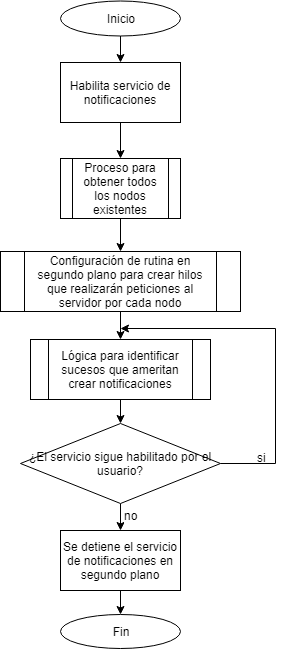 Inicio
Habilita servicio de
notificaciones
Proceso para
obtener todos
los nodos
existentes
Configuración de rutina en
segundo plano para crear hilos
que realizarán peticiones al
servidor por cada nodo
Lógica para identificar
sucesos que ameritan
crear notificaciones
¿El servicio sigue habilitado por el
usuario?
si
no
Se detiene el servicio
de notificaciones en
segundo plano
Fin